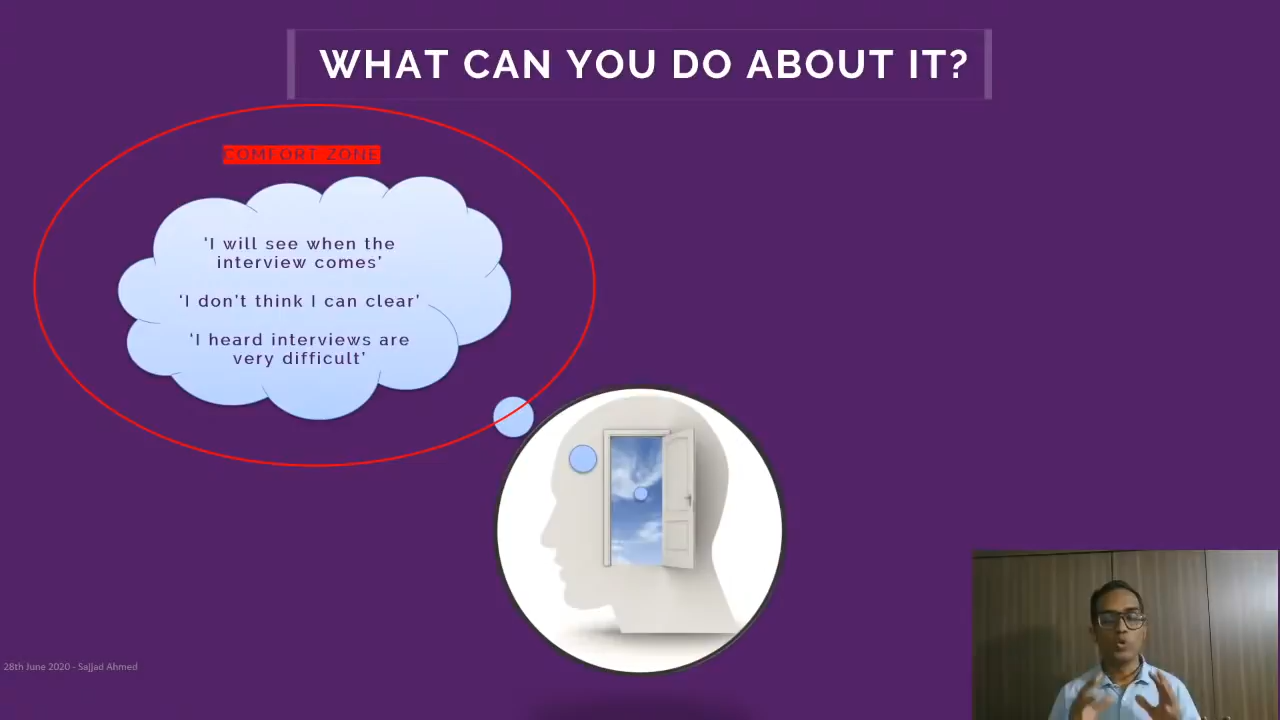 WHAT CAN YOU DO ABOUT IT?
COMFORT ZONE
‘I will see when the
interview comes’
‘I don’t think I can clear’
‘I heard interviews are
very difficult’
28th June 2020 - Sajjad Ahmed